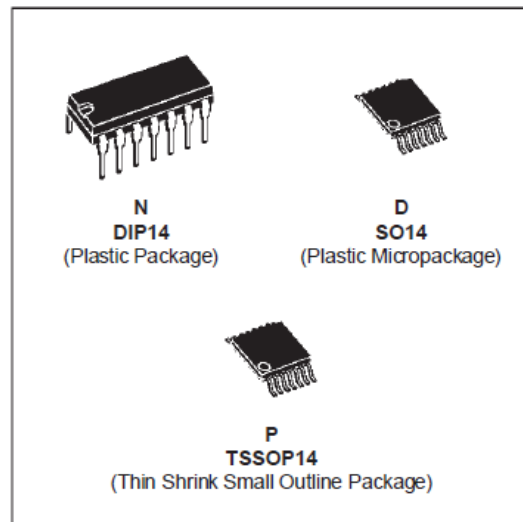 N
DIP14
(Plastic Package)
D
SO14
(Plastic Micropackage)
P
TSSOP14
(Thin Shrink Small Outline Package)